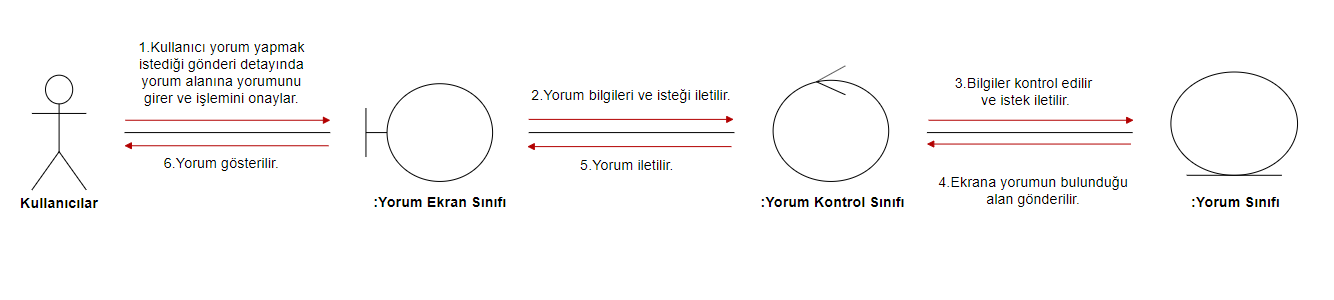 1.Kullanıcı yorum yapmak
istediği gönderi detayında
yorum alanına yorumunu
girer ve işlemini onaylar.
6.Yorum gösterilir.
Kullanıcılar
:Yorum Ekran Sınıfı
2.Yorum bilgileri ve isteği iletilir.
5.Yorum iletilir.
:Yorum Kontrol Sınıfı
3.Bilgiler kontrol edilir
ve istek iletilir.
4.Ekrana yorumun bulunduğu
alan gönderilir.
:Yorum Sınıfı